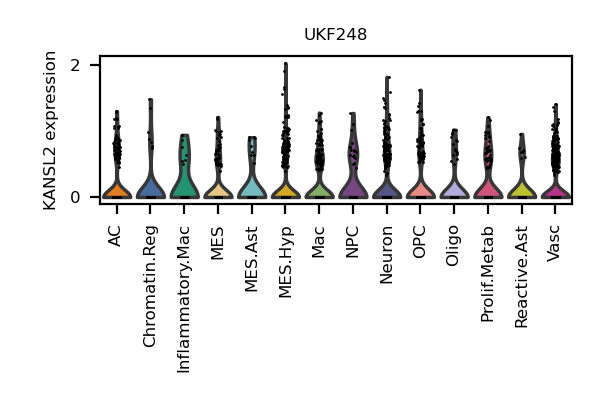 UKF248
KANSL2 expression
2
0
AC
Chromatin.Reg
Inflammatory.Mac
MES
MES.Ast
MES.Hyp
Mac
NPC
Neuron
OPC
Oligo
Prolif.Metab
Reactive.Ast
Vasc